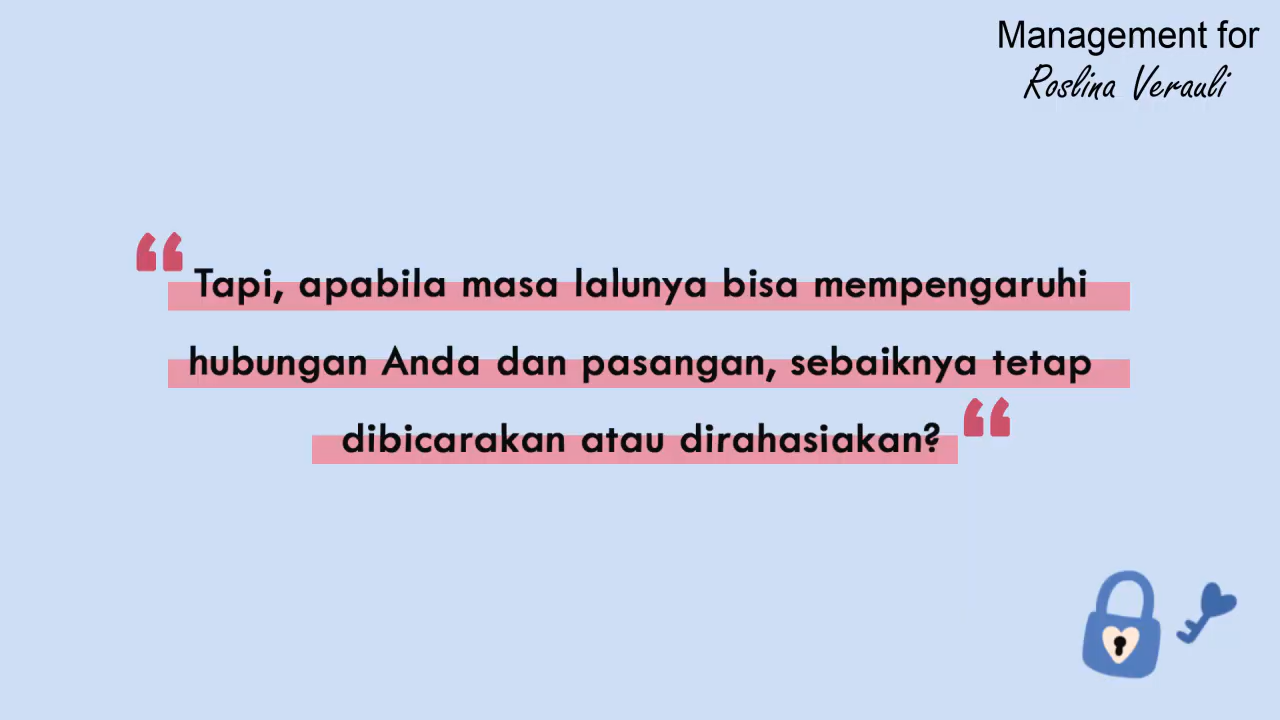 Management for
Roslina Verauli
“ Tapi, apabila masa lalunya bisa mempengaruhi
hubungan Anda dan pasangan, sebaiknya tetap
dibicarakan atau dirahasiakan? “